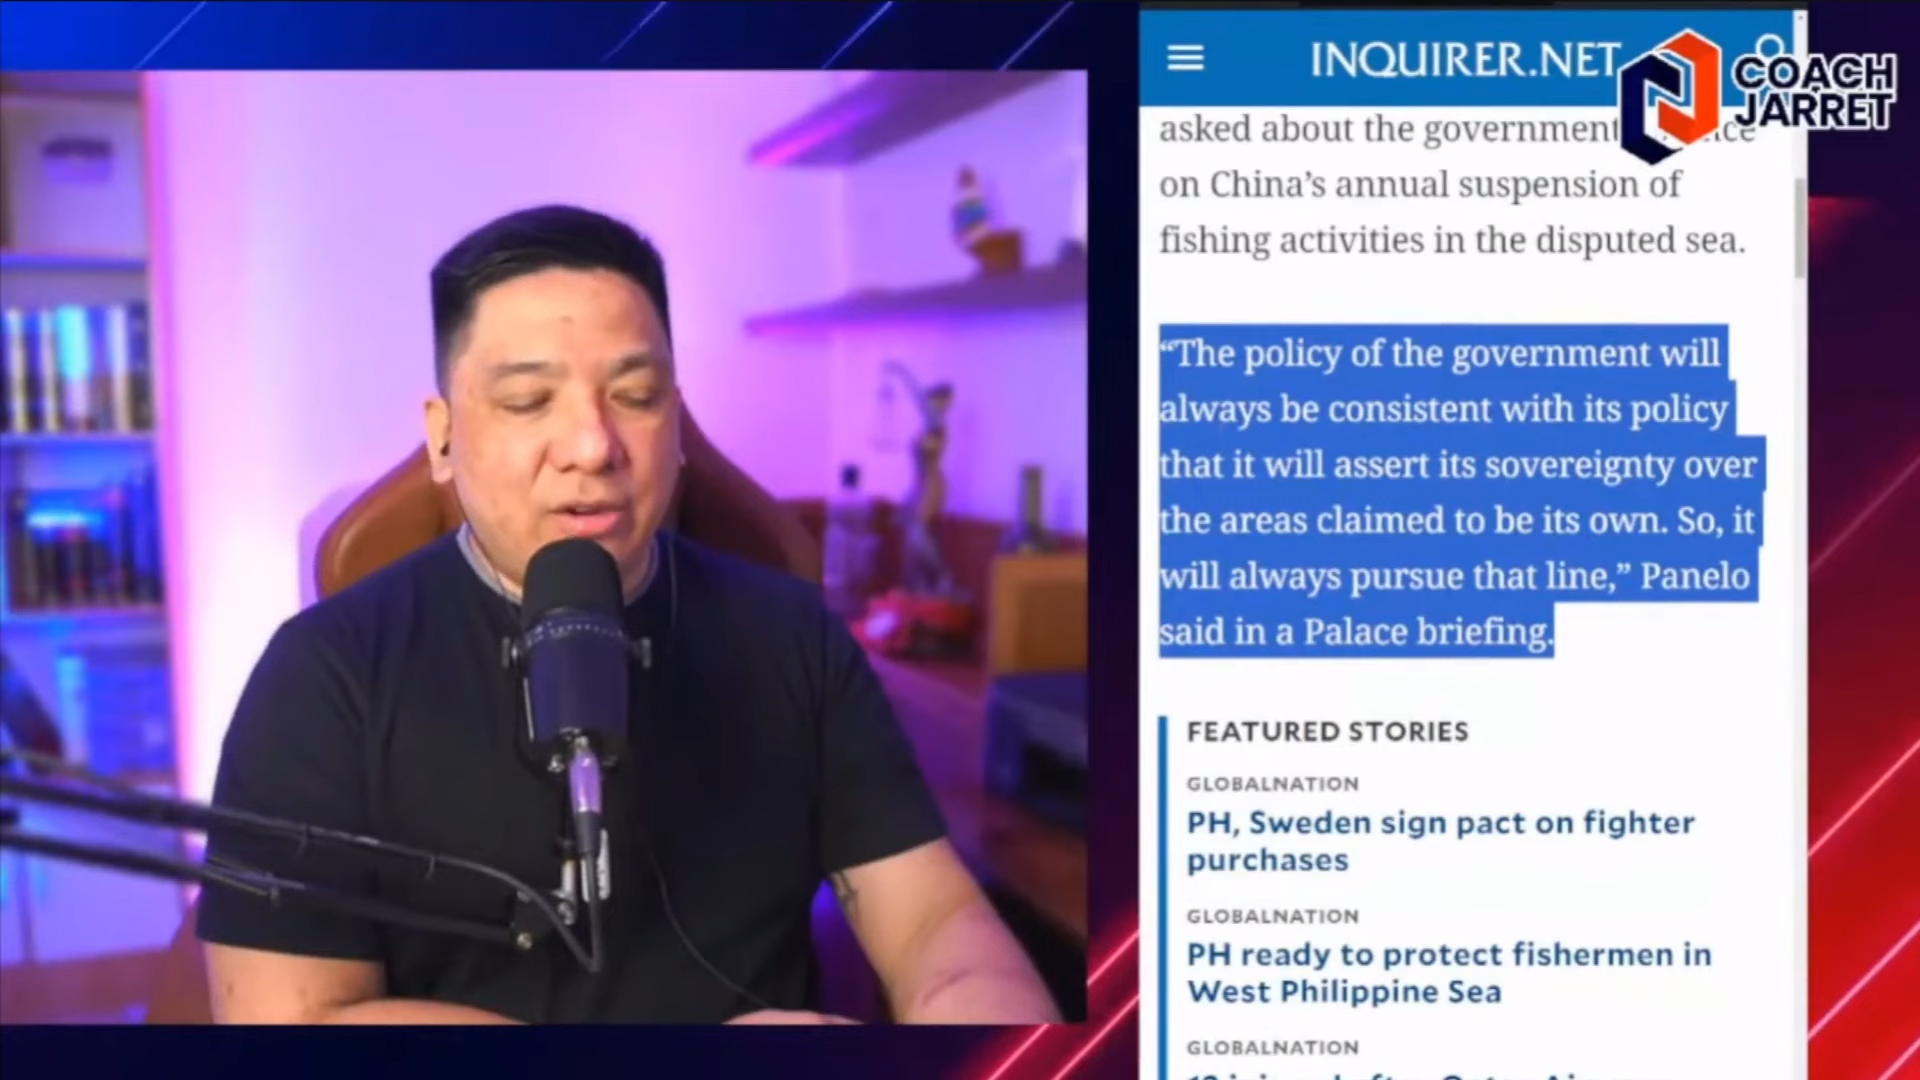 INQUIRER.NET
COACH
JARRET
asked about the government
on China’s annual suspension of
fishing activities in the disputed sea.
“The policy of the government will
always be consistent with its policy
that it will assert its sovereignty over
the areas claimed to be its own. So, it
will always pursue that line,” Panelo
said in a Palace briefing.
FEATURED STORIES
GLOBALNATION
PH, Sweden sign pact on fighter
purchases
GLOBALNATION
PH ready to protect fishermen in
West Philippine Sea
GLOBALNATION